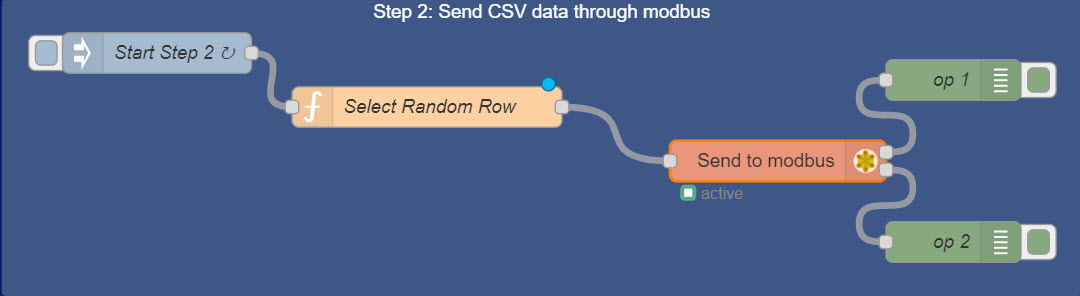 Step 2: Send CSV data through modbus
Start Step 2 ↻
op 1
Select Random Row
Send to modbus
active
op 2